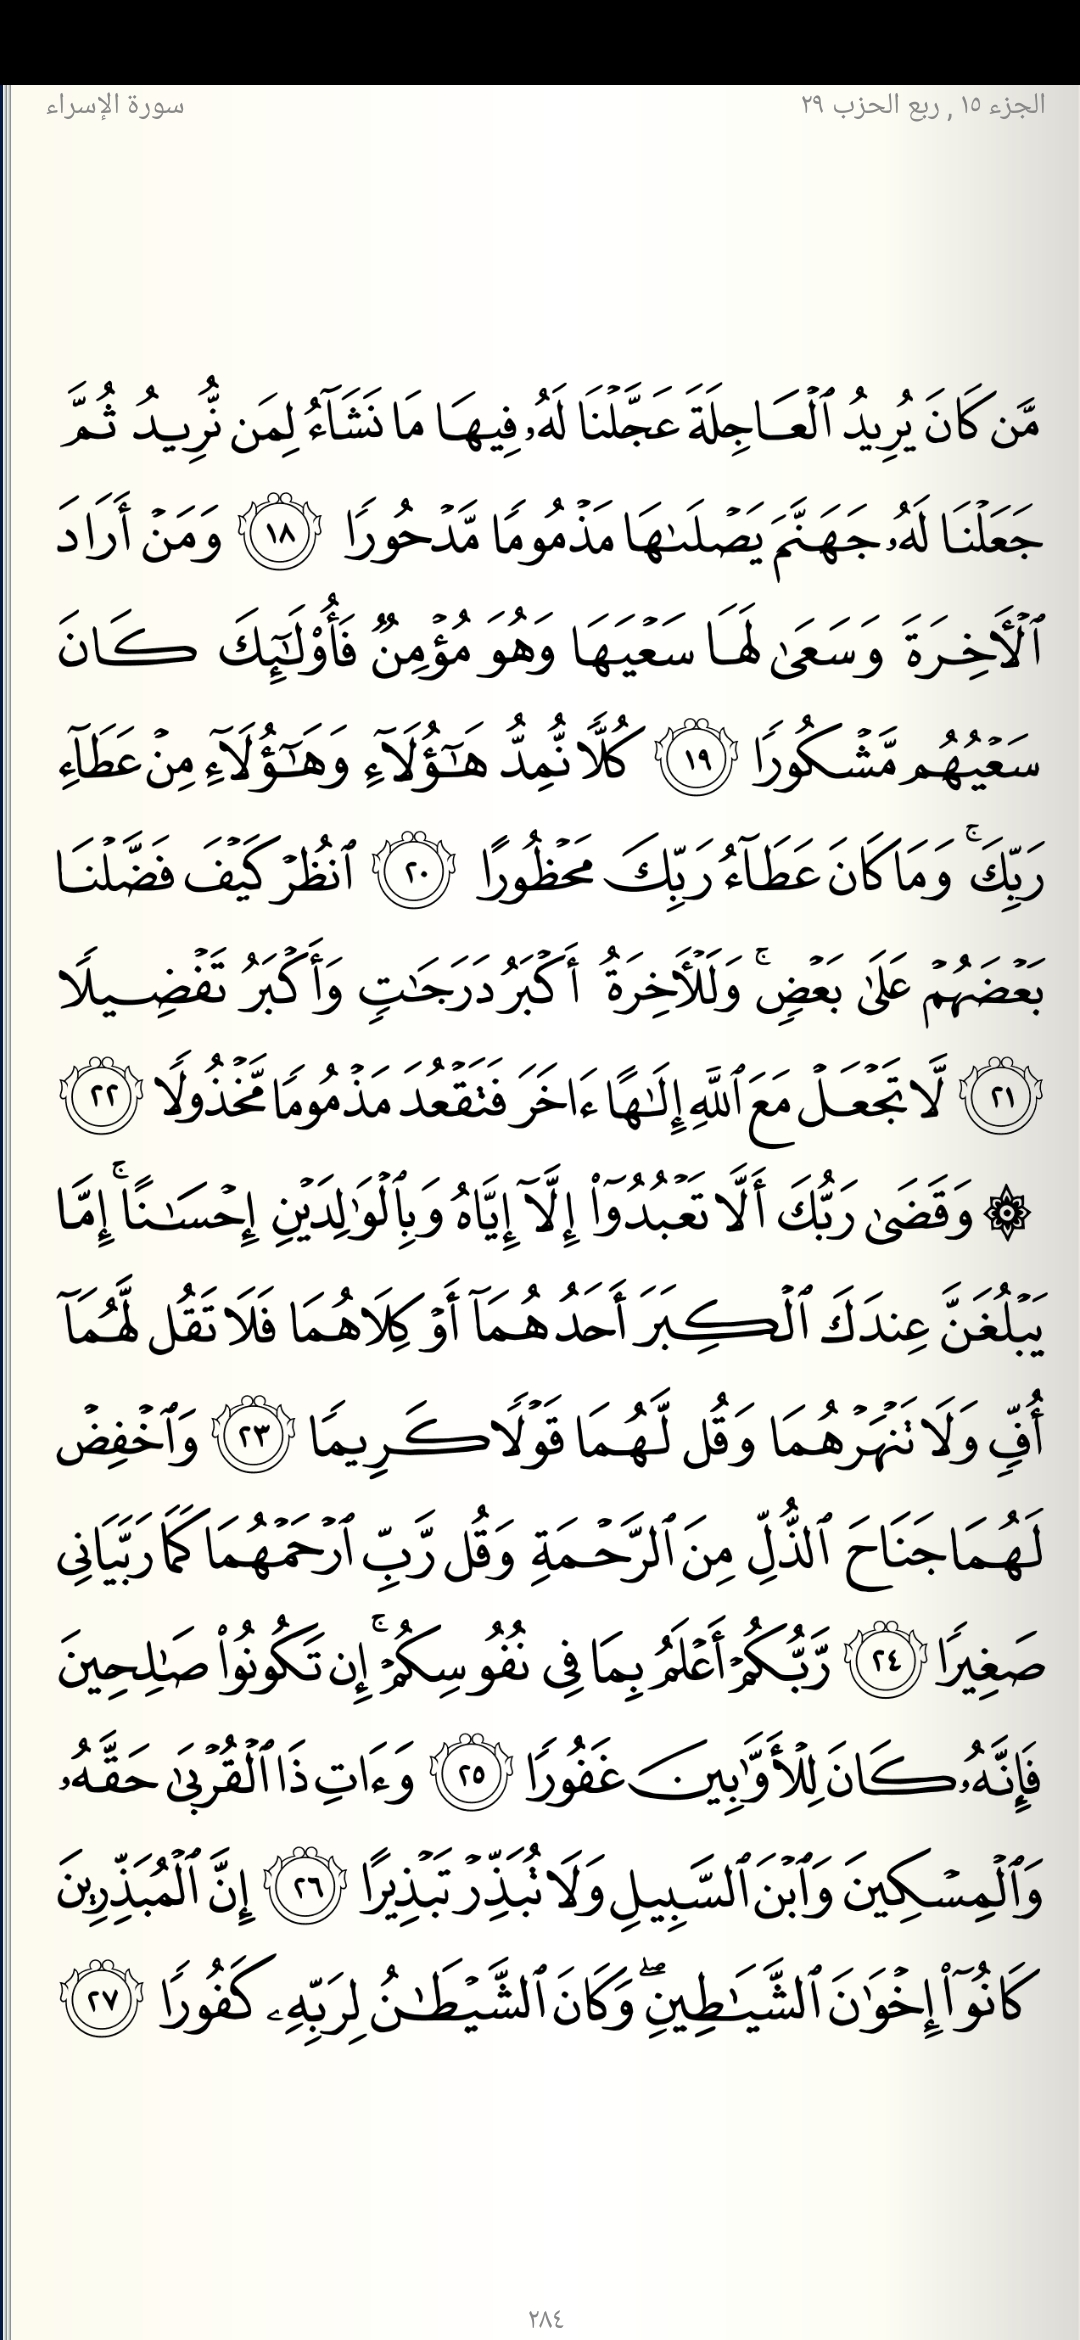 الجزء ١٥ , ربع الحزب ٢٩
سورة الإسراء
مَّن كَانَ يُرِيدُ ٱلْعَاجِلَةَ عَجَّلْنَا لَهُۥ فِيهَا مَا نَشَآءُ لِمَن نُّرِيدُ ثُمَّ
جَعَلْنَا لَهُۥ جَهَنَّمَ يَصْلَىٰهَا مَذْمُومًا مَّدْحُورًا ١٨ وَمَنْ أَرَادَ
ٱلْأَخِرَةَ وَسَعَىٰ لَهَا سَعْيَهَا وَهُوَ مُؤْمِنٌ فَأُو۟لَـٰٓئِكَ كَانَ
سَعْيُهُم مَّشْكُورًا ١٩ كُلًّا نُّمِدُّ هَـٰٓؤُلَآءِ وَهَـٰٓؤُلَآءِ مِنْ عَطَآءِ
رَبِّكَ ۚ وَمَا كَانَ عَطَآءُ رَبِّكَ مَحْظُورًا ٢٠ ٱنظُرْ كَيْفَ فَضَّلْنَا
بَعْضَهُمْ عَلَىٰ بَعْضٍ ۚ وَلَلْأَخِرَةُ أَكْبَرُ دَرَجَـٰتٍ وَأَكْبَرُ تَفْضِيلًا
٢١ لَّا تَجْعَلْ مَعَ ٱللَّهِ إِلَـٰهًا ءَاخَرَ فَتَقْعُدَ مَذْمُومًا مَّخْذُولًا ٢٢
۞ وَقَضَىٰ رَبُّكَ أَلَّا تَعْبُدُوٓا۟ إِلَّآ إِيَّاهُ وَبِٱلْوَٰلِدَيْنِ إِحْسَـٰنًا ۚ إِمَّا
يَبْلُغَنَّ عِندَكَ ٱلْكِبَرَ أَحَدُهُمَآ أَوْ كِلَاهُمَا فَلَا تَقُل لَّهُمَآ
أُفٍّ وَلَا تَنْهَرْهُمَا وَقُل لَّهُمَا قَوْلًا كَرِيمًا ٢٣ وَٱخْفِضْ
لَهُمَا جَنَاحَ ٱلذُّلِّ مِنَ ٱلرَّحْمَةِ وَقُل رَّبِّ ٱرْحَمْهُمَا كَمَا رَبَّيَانِى
صَغِيرًا ٢٤ رَّبُّكُمْ أَعْلَمُ بِمَا فِى نُفُوسِكُمْ ۚ إِن تَكُونُوا۟ صَـٰلِحِينَ
فَإِنَّهُۥ كَانَ لِلْأَوَّٰبِينَ غَفُورًا ٢٥ وَءَاتِ ذَا ٱلْقُرْبَىٰ حَقَّهُۥ
وَٱلْمِسْكِينَ وَٱبْنَ ٱلسَّبِيلِ وَلَا تُبَذِّرْ تَبْذِيرًا ٢٦ إِنَّ ٱلْمُبَذِّرِينَ
كَانُوٓا۟ إِخْوَٰنَ ٱلشَّيَـٰطِينِ ۖ وَكَانَ ٱلشَّيْطَـٰنُ لِرَبِّهِۦ كَفُورًا ٢٧
٢٨٤